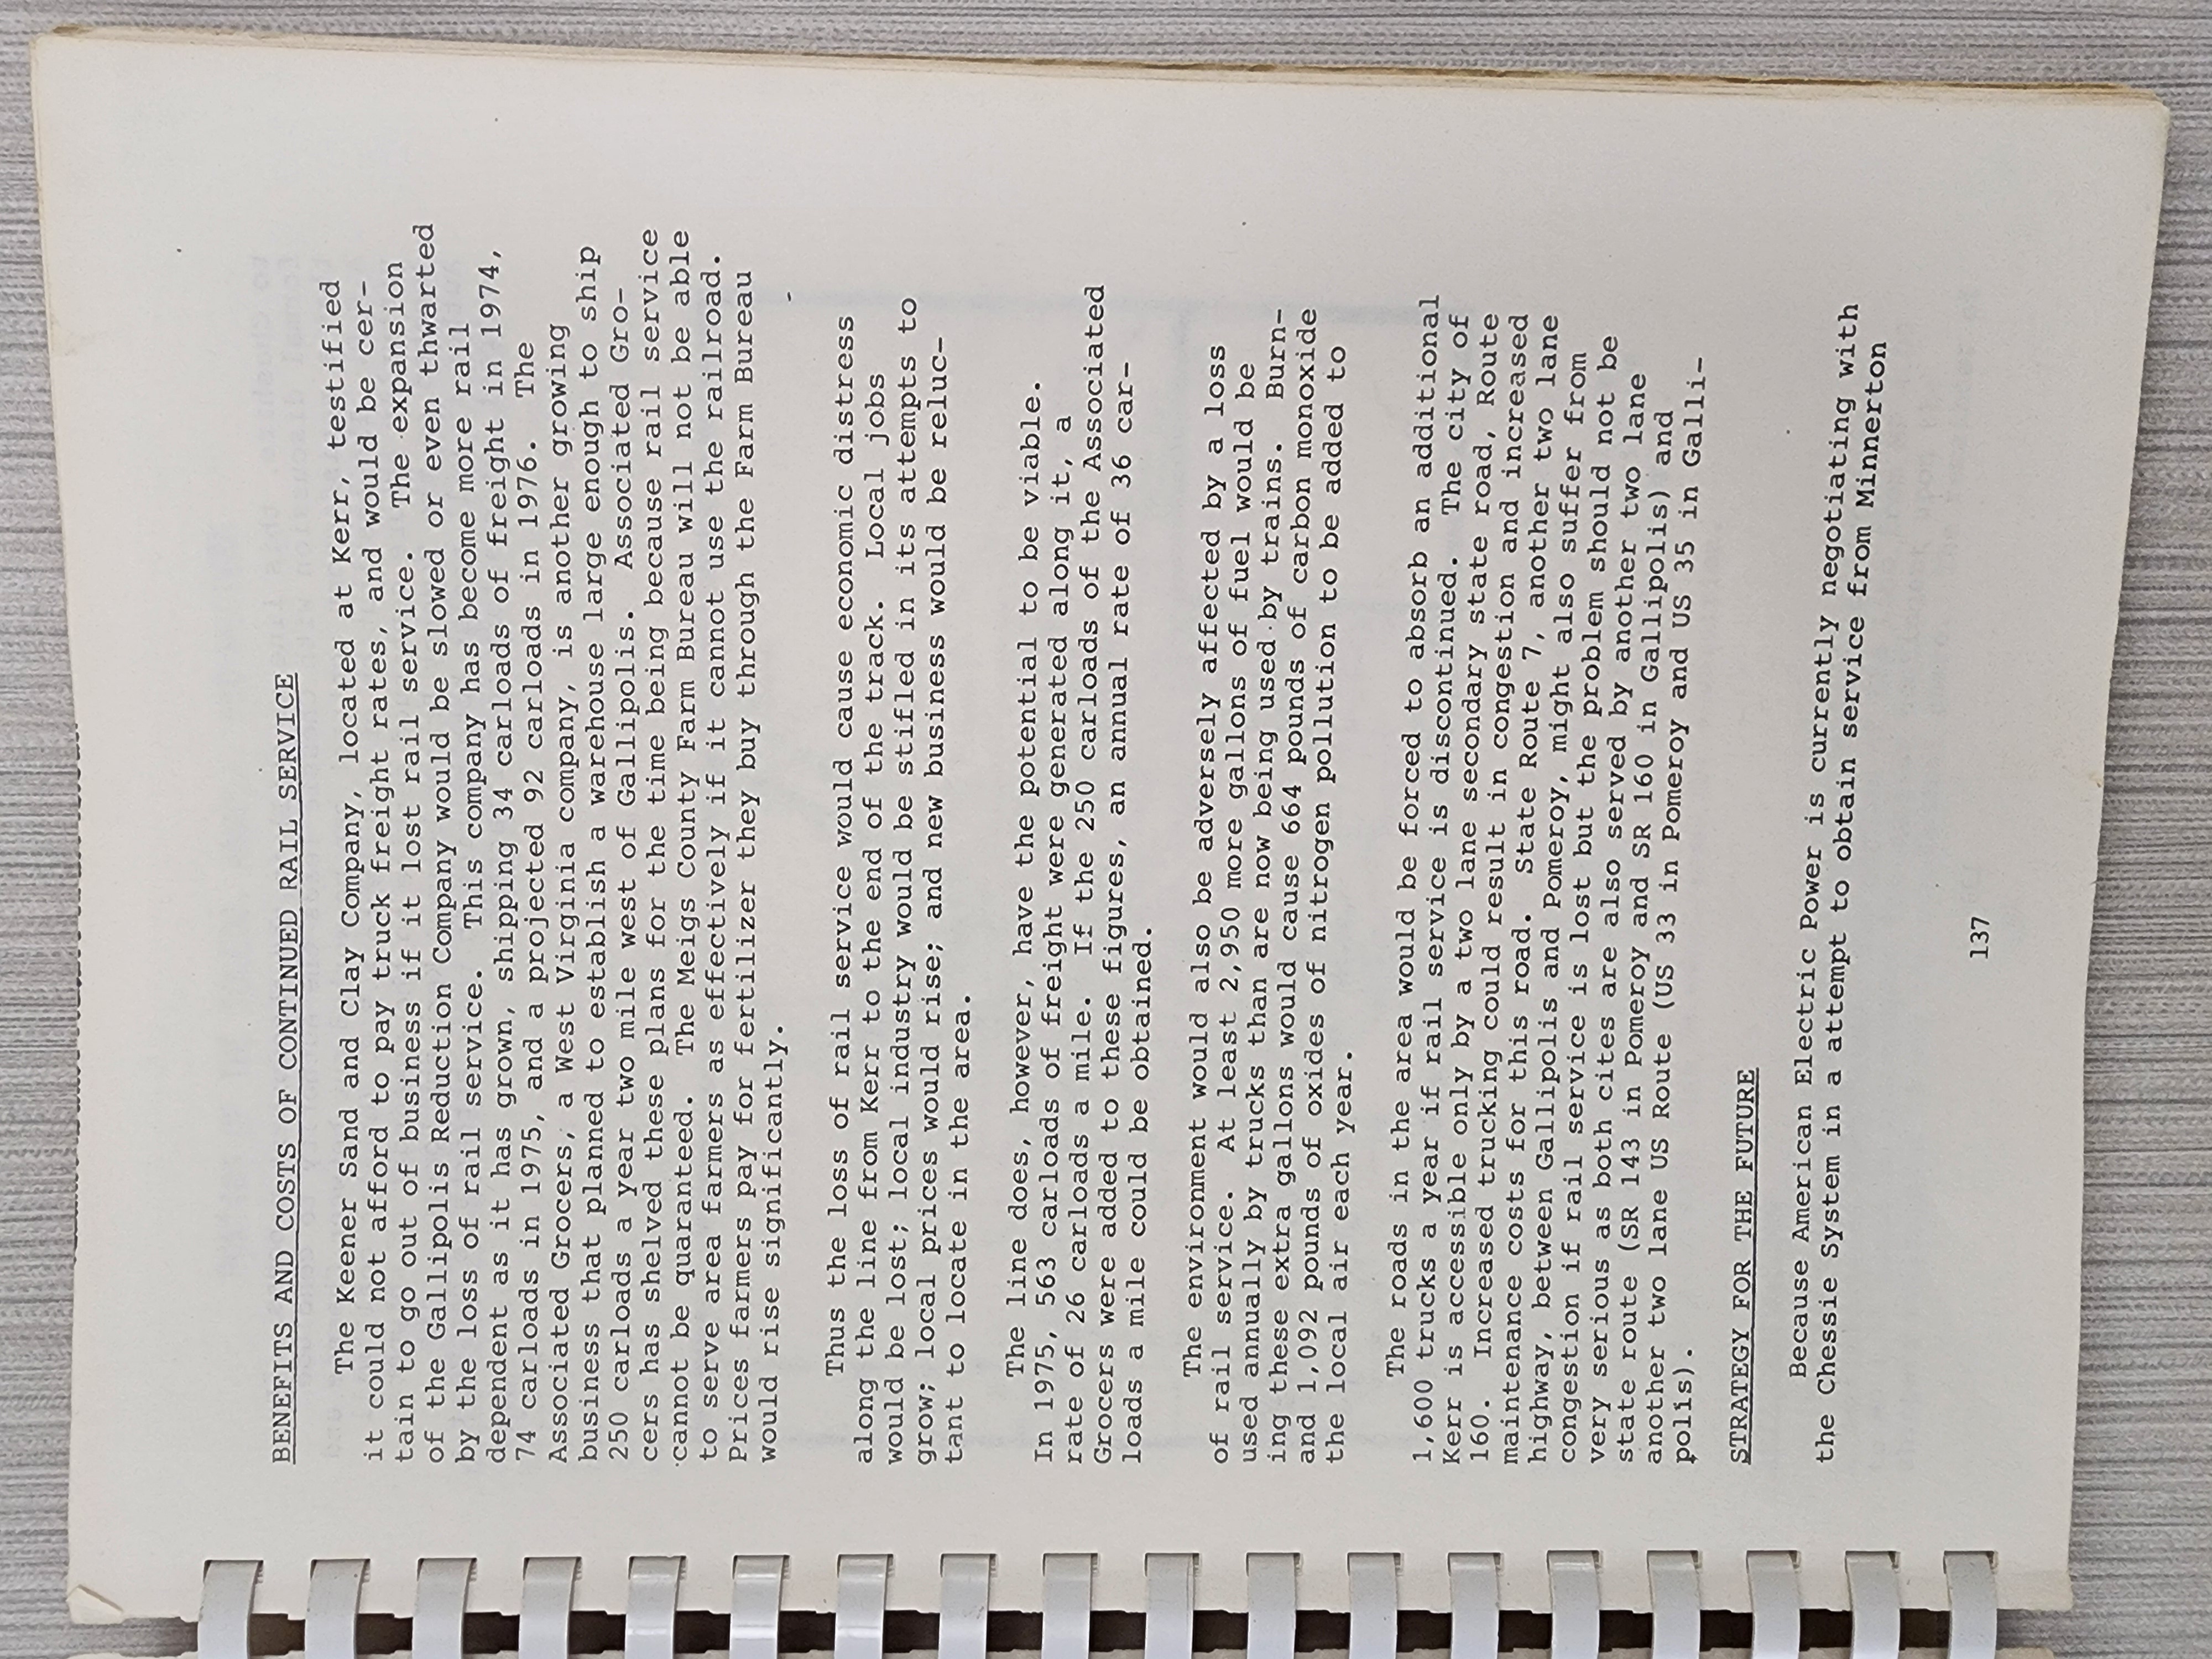 BENEFITS AND COSTS OF CONTINUED RAIL SERVICE
The Keener Sand and Clay Company, located at Kerr, testified
it could not afford to pay truck freight rates, and would be cer-
tain to go out of business if it lost rail service. The expansion
of the Gallipolis Reduction Company would be slowed or even thwarted
by the loss of rail service. This company has become more rail
dependent as it has grown, shipping 34 carloads of freight in 1974,
74 carloads in 1975, and a projected 92 carloads in 1976. The
Associated Grocers, a West Virginia company, is another growing
business that planned to establish a warehouse large enough to ship
250 carloads a year two mile west of Gallipolis. Associated Gro-
cers has shelved these plans for the time being because rail service
cannot be quaranteed. The Meigs County Farm Bureau will not be able
to serve area farmers as effectively if it cannot use the railroad.
Prices farmers pay for fertilizer they buy through the Farm Bureau
would rise significantly.
Thus the loss of rail service would cause economic distress
along the line from Kerr to the end of the track. Local jobs
would be lost; local industry would be stifled in its attempts to
grow; local prices would rise; and new business would be reluc-
tant to locate in the area.
The line does, however, have the potential to be viable.
In 1975, 563 carloads of freight were generated along it, a
rate of 26 carloads a mile. If the 250 carloads of the Associated
Grocers were added to these figures, an annual rate of 36 car-
loads a mile could be obtained.
The environment would also be adversely affected by a loss
of rail service. At least 2,950 more gallons of fuel would be
used annually by trucks than are now being used by trains. Burn-
ing these extra gallons would cause 664 pounds of carbon monoxide
and 1,092 pounds of oxides of nitrogen pollution to be added to
the local air each year.
The roads in the area would be forced to absorb an additional
1,600 trucks a year if rail service is discontinued. The city of
Kerr is accessible only by a two lane secondary state road, Route
160. Increased trucking could result in congestion and increased
maintenance costs for this road. State Route 7, another two lane
highway, between Gallipolis and Pomeroy, might also suffer from
congestion if rail service is lost but the problem should not be
very serious as both cites are also served by another two lane
state route (SR 143 in Pomeroy and SR 160 in Gallipolis) and
another two lane US Route (US 33 in Pomeroy and US 35 in Galli-
polis).
STRATEGY FOR THE FUTURE
Because American Electric Power is currently negotiating with
the Chessie System in a attempt to obtain service from Minnerton
137